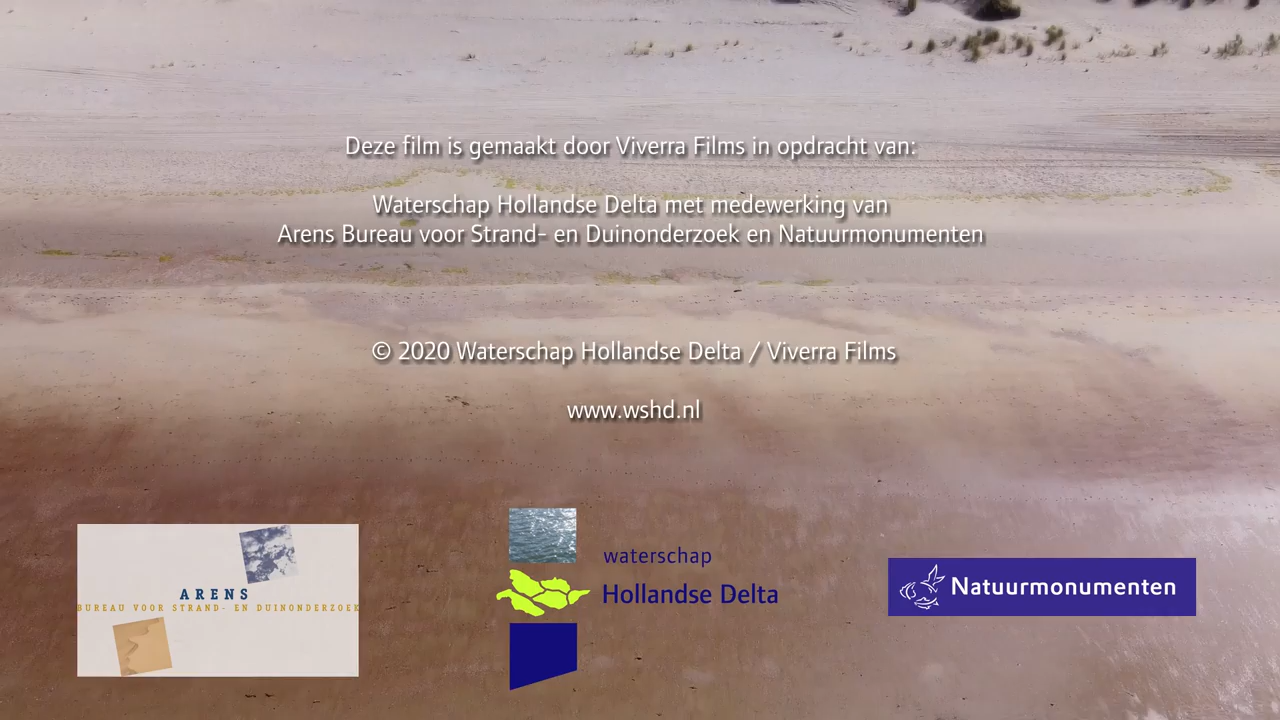 Deze film is gemaakt door Viverra Films in opdracht van:
Waterschap Hollandse Delta met medewerking van
Arens Bureau voor Strand- en Duinonderzoek en Natuurmonumenten
© 2020 Waterschap Hollandse Delta / Viverra Films
www.wshd.nl
ARENS
BUREAU VOOR STRAND- EN DUINONDERZOEK
waterschap
Hollandse Delta
Natuurmonumenten